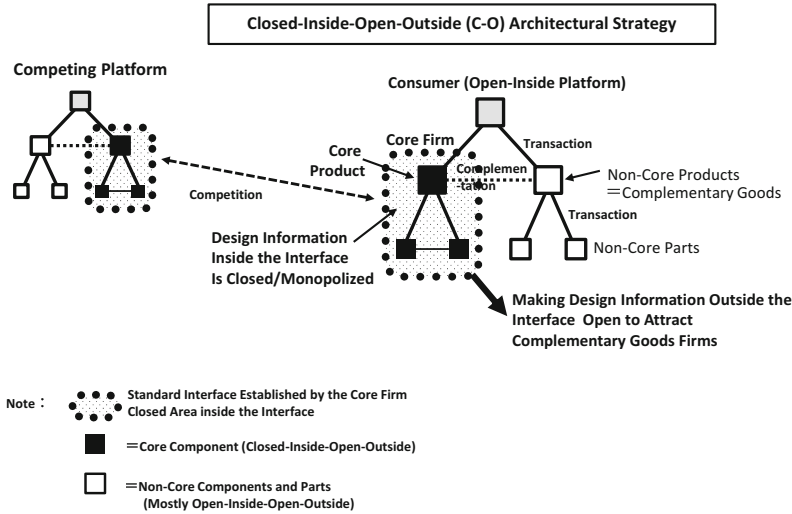 Closed-Inside-Open-Outside (C-O) Architectural Strategy
Competing Platform
Consumer (Open-Inside Platform)
Core Firm
Transaction
Core
Product
Complemen
-tation
Non-Core Products
＝Complementary Goods
Competition
Transaction
Design Information
Inside the Interface
Is Closed/Monopolized
Non-Core Parts
Making Design Information Outside the
Interface Open to Attract
Complementary Goods Firms
Note：
Standard Interface Established by the Core Firm
Closed Area inside the Interface
＝Core Component (Closed-Inside-Open-Outside)
＝Non-Core Components and Parts
(Mostly Open-Inside-Open-Outside)